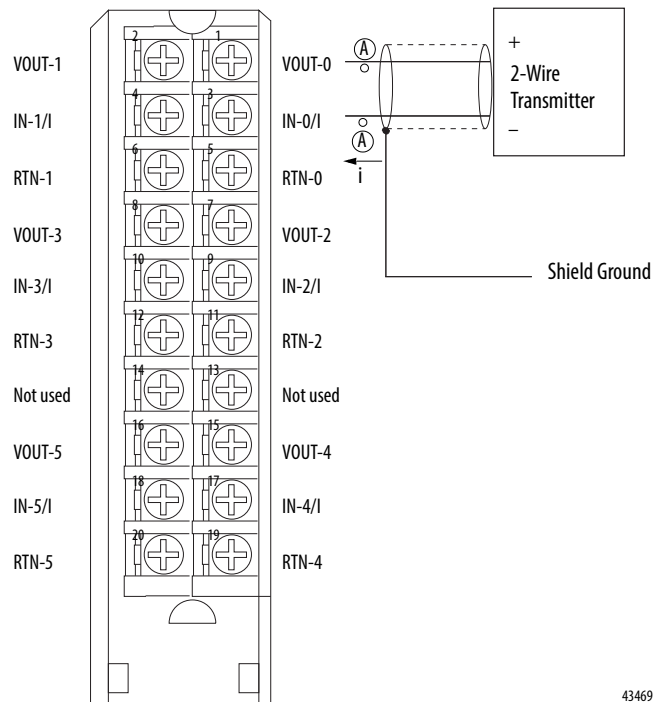 2 1
VOUT-1 VOUT-0 A +
2-Wire
Transmitter
4 3
IN-1/I IN-0/I –
A
6 5
RTN-1 RTN-0 i
8 7
VOUT-3 VOUT-2
10 9
IN-3/I IN-2/I Shield Ground
12 11
RTN-3 RTN-2
14 13
Not used Not used
16 15
VOUT-5 VOUT-4
18 17
IN-5/I IN-4/I
20 19
RTN-5 RTN-4
43469